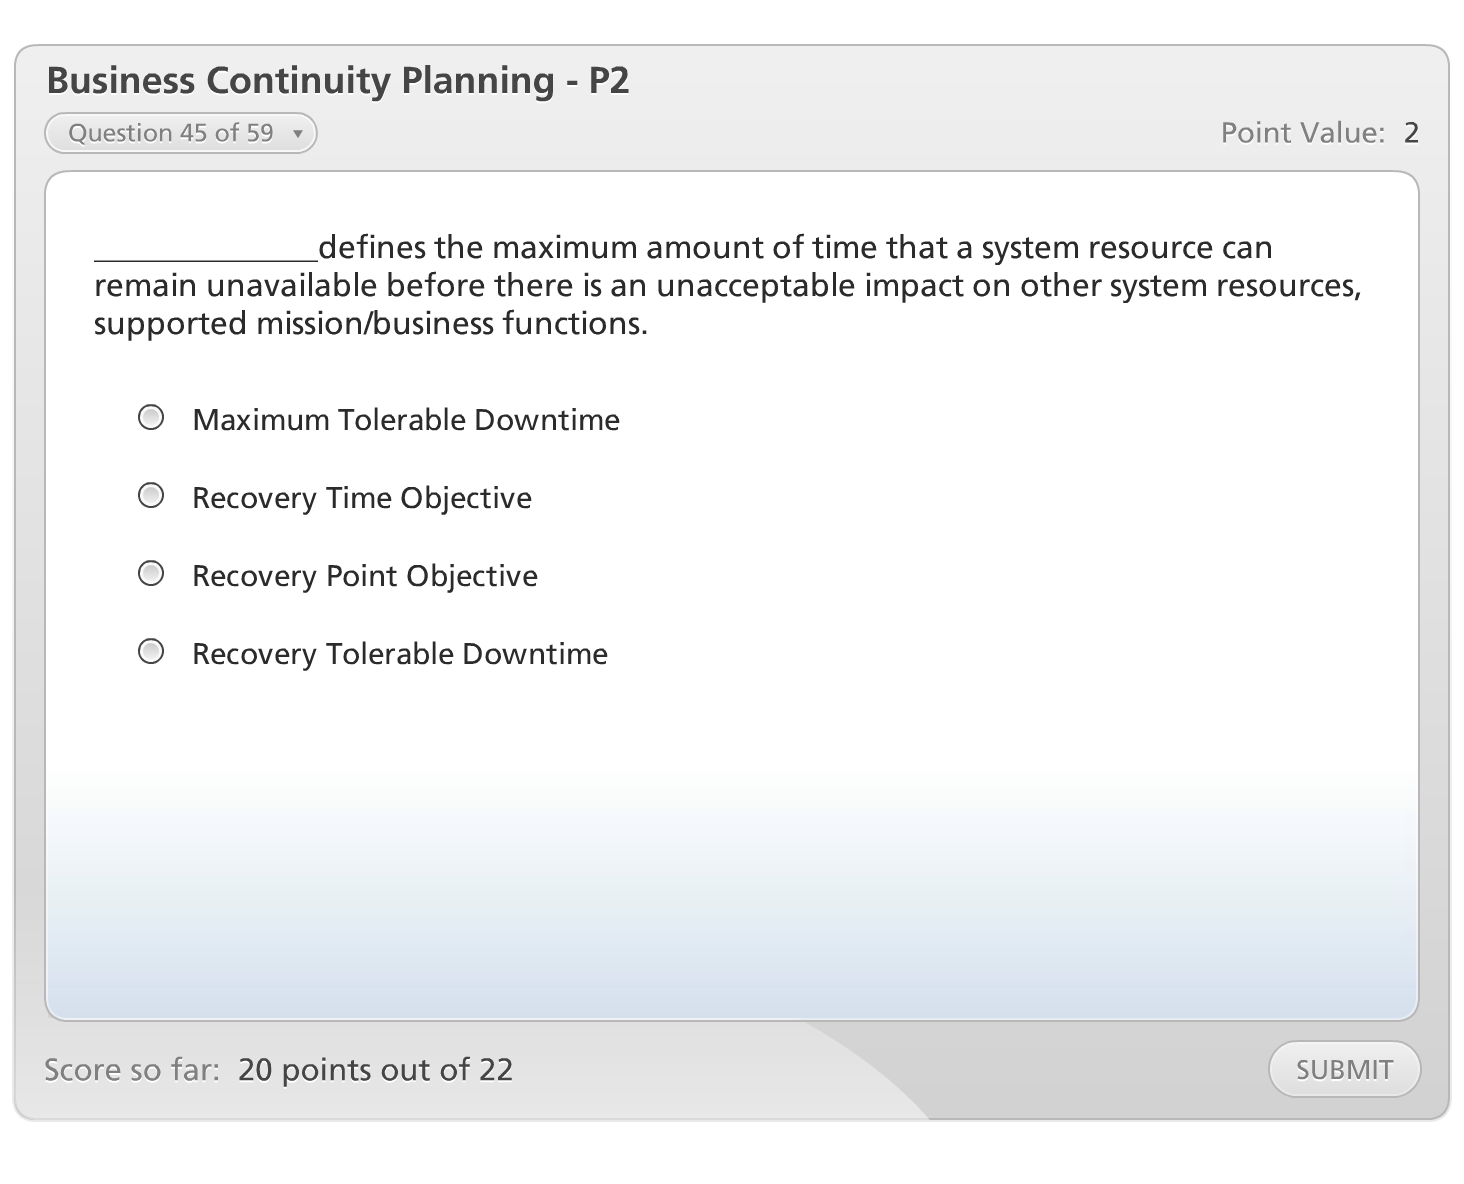 Business Continuity Planning - P2
Question 45 of 59
Point Value: 2
______________defines the maximum amount of time that a system resource can
remain unavailable before there is an unacceptable impact on other system resources,
supported mission/business functions.
Maximum Tolerable Downtime
Recovery Time Objective
Recovery Point Objective
Recovery Tolerable Downtime
Score so far: 20 points out of 22
SUBMIT